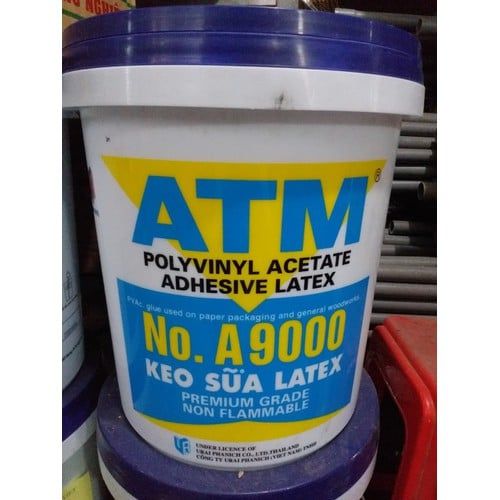 ATM®
POLYVINYL ACETATE
ADHESIVE LATEX
PVAc. glue used on paper packaging and general woodworks.
No. A9000
KEO SỮA LATEX
PREMIUM GRADE
NON FLAMMABLE
UNDER LICENCE OF
URAI PHANICH CO., LTD. THAILAND
CÔNG TY URAI PHANICH (VIET NAM) TNHH